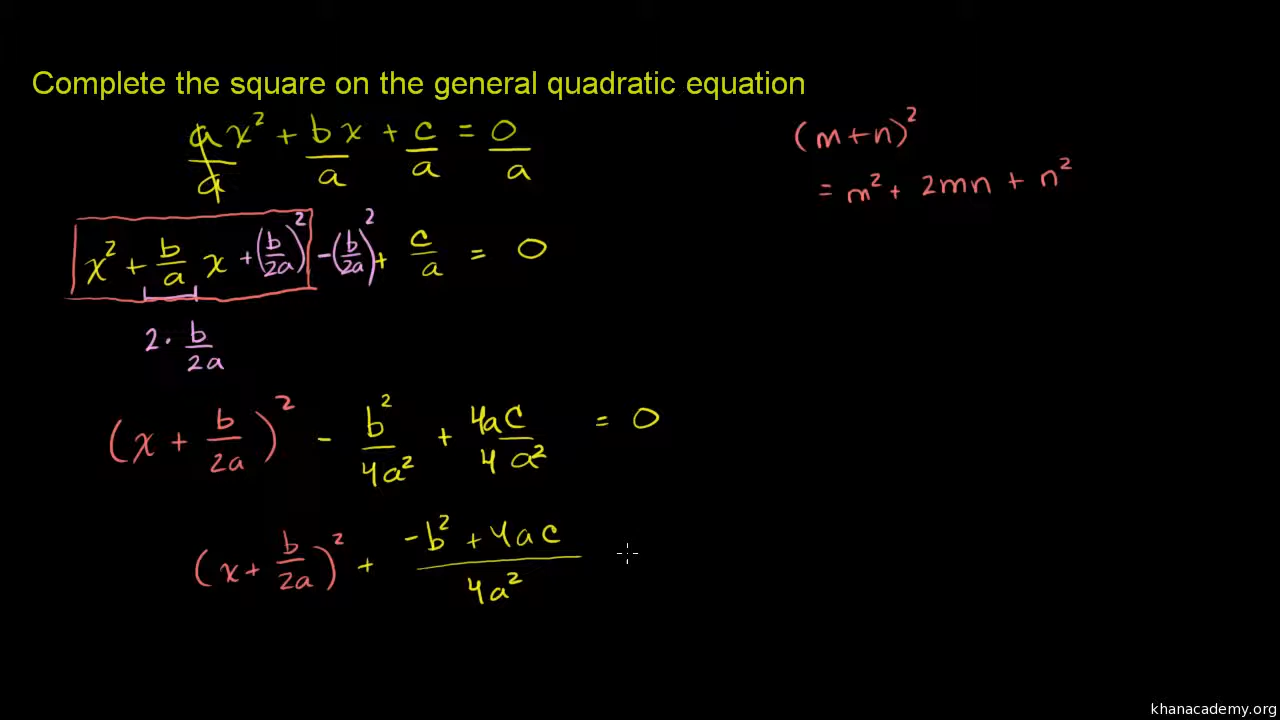 Complete the square on the general quadratic equation
ax²/a + bx/a + c/a = 0/a
(m+n)²
= m² + 2mn + n²
x² + b/a x + (b/2a)² - (b/2a)² + c/a = 0
2 · b/2a
(x + b/2a)² - b²/4a² + 4ac/4a² = 0
(x + b/2a)² + -b² + 4ac/4a²
khanacademy.org